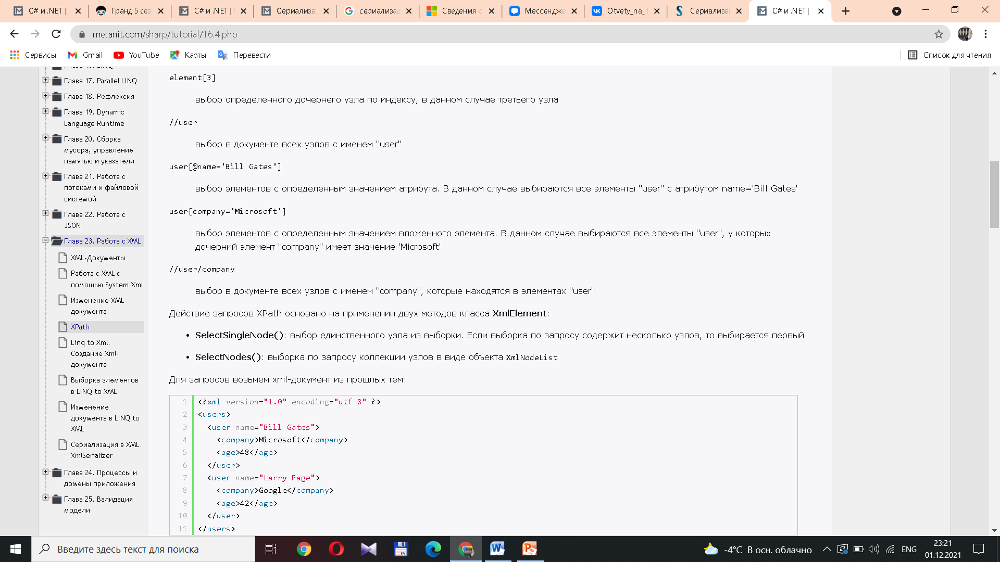 C# и .NET |
Гранд 5 сез
C# и .NET |
Сериализа
сериализац
Сведения о
Мессендже
Otvety_na_
Сериализа
C# и .NET |
metanit.com/sharp/tutorial/16.4.php
Сервисы
Gmail
YouTube
Карты
Перевести
Список для чтения
Глава 17. Parallel LINQ
Глава 18. Рефлексия
Глава 19. Dynamic
Language Runtime
Глава 20. Сборка
мусора, управление
памятью и указатели
Глава 21. Работа с
потоками и файловой
системой
Глава 22. Работа с
JSON
Глава 23. Работа с XML
XML-Документы
Работа с XML с
помощью System.Xml
Изменение XML-
документа
XPath
Linq to Xml.
Создание Xml-
документа
Выборка элементов
в LINQ to XML
Изменение
документа в LINQ to
XML
Сериализация в XML.
XmlSerializer
Глава 24. Процессы и
домены приложения
Глава 25. Валидация
модели
element[3]
выбор определенного дочернего узла по индексу, в данном случае третьего узла
//user
выбор в документе всех узлов с именем "user"
user[@name='Bill Gates']
выбор элементов с определенным значением атрибута. В данном случае выбираются все элементы "user" с атрибутом name='Bill Gates'
user[company='Microsoft']
выбор элементов с определенным значением вложенного элемента. В данном случае выбираются все элементы "user", у которых
дочерний элемент "company" имеет значение 'Microsoft'
//user/company
выбор в документе всех узлов с именем "company", которые находятся в элементах "user"
Действие запросов XPath основано на применении двух методов класса XmlElement:
• SelectSingleNode(): выбор единственного узла из выборки. Если выборка по запросу содержит несколько узлов, то выбирается первый
• SelectNodes(): выборка по запросу коллекции узлов в виде объекта XmlNodeList
Для запросов возьмем xml-документ из прошлых тем:
1 <?xml version="1.0" encoding="utf-8" ?>
2 <users>
3 <user name="Bill Gates">
4 <company>Microsoft</company>
5 <age>48</age>
6 </user>
7 <user name="Larry Page">
8 <company>Google</company>
9 <age>42</age>
10 </user>
11 </users>
Введите здесь текст для поиска
-4°C В осн. облачно
ENG
23:21
01.12.2021